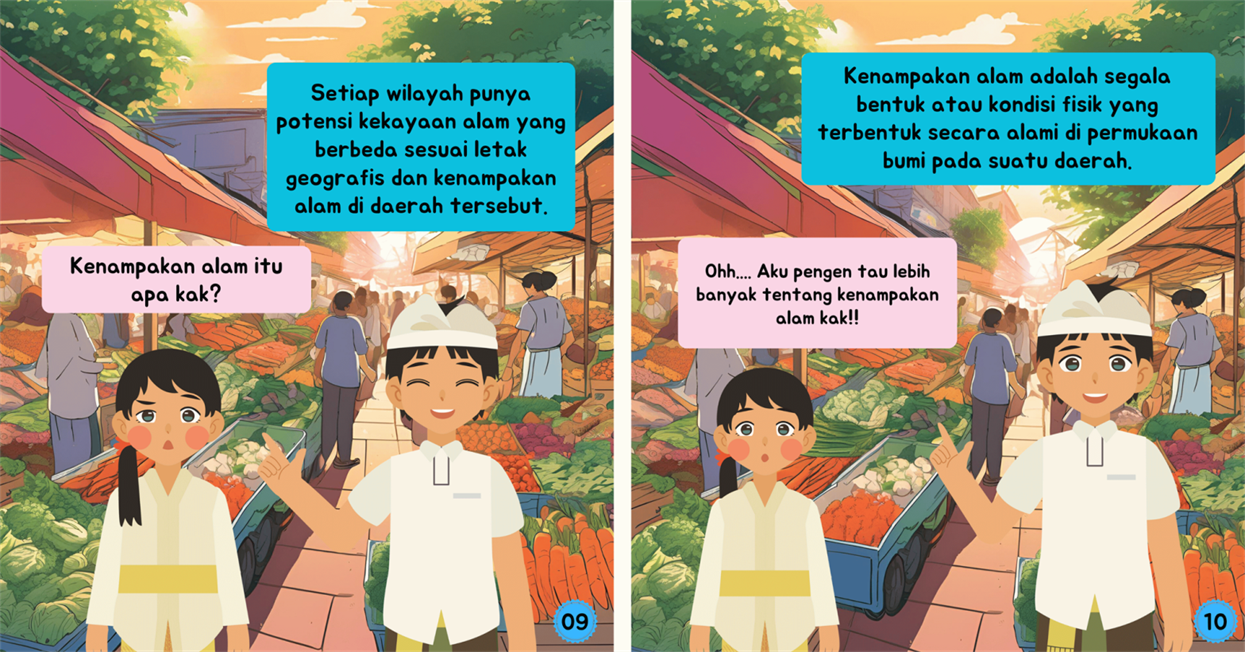 Setiap wilayah punya
potensi kekayaan alam yang
berbeda sesuai letak
geografis dan kenampakan
alam di daerah tersebut.
Kenampakan alam itu
apa kak?
09
Kenampakan alam adalah segala
bentuk atau kondisi fisik yang
terbentuk secara alami di permukaan
bumi pada suatu daerah.
Ohh.... Aku pengen tau lebih
banyak tentang kenampakan
alam kak!!
10